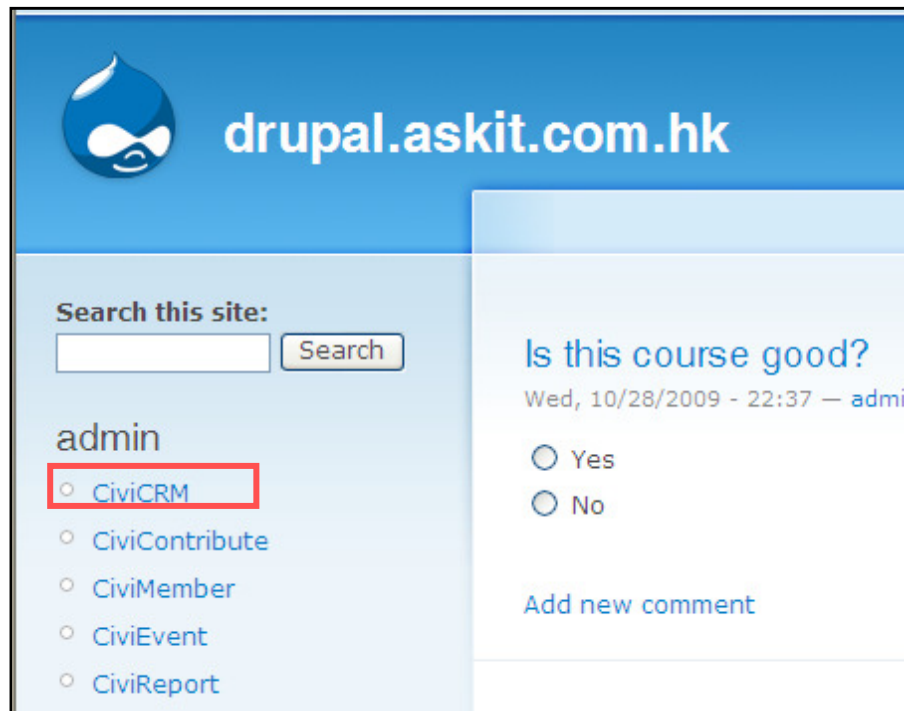 drupal.askit.com.hk
Search this site:
Search
admin
CiviCRM
CiviContribute
CiviMember
CiviEvent
CiviReport
Is this course good?
Wed, 10/28/2009 - 22:37 — admi
Yes
No
Add new comment